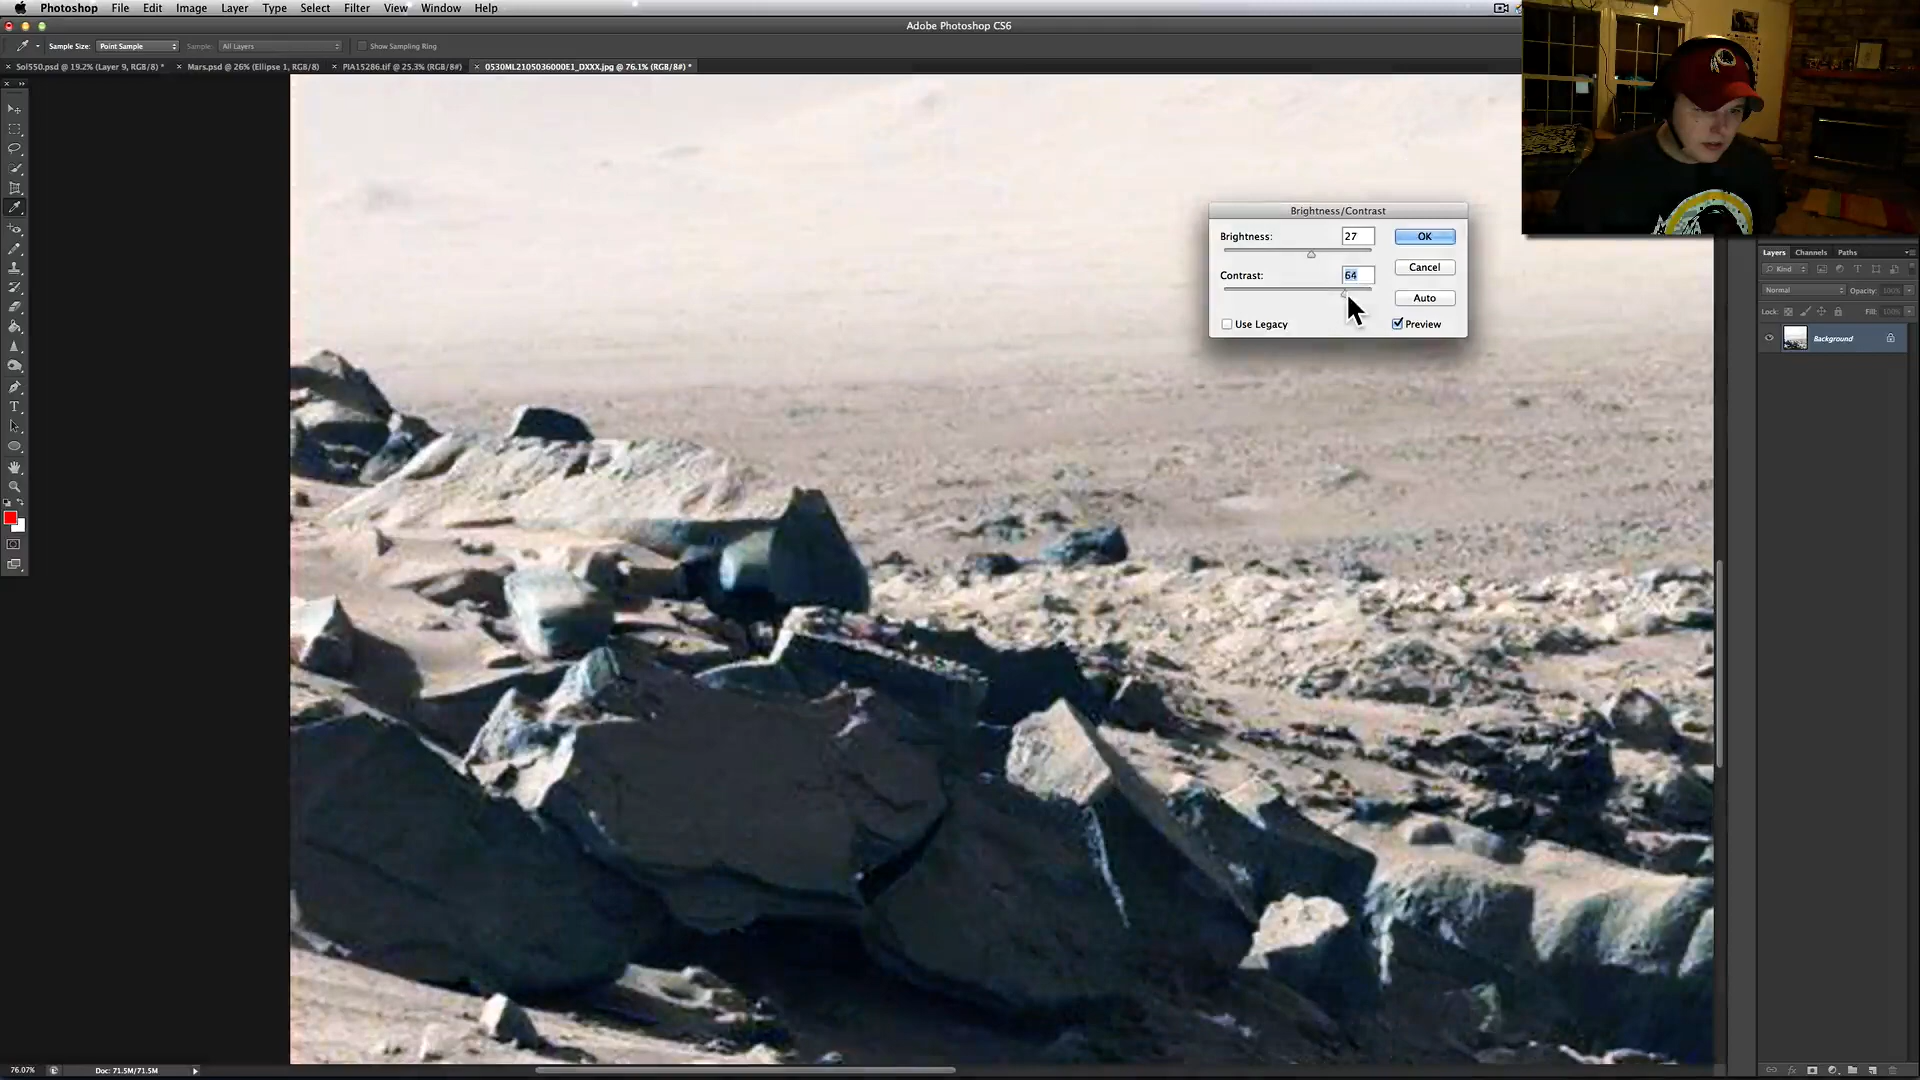 Photoshop File Edit Image Layer Type Select Filter View Window Help
Adobe Photoshop CS6
Sample Size: Point Sample Sample: All Layers Show Sampling Ring
Sol550.psd @ 19.2% (Layer 9, RGB/8) * Mars.psd @ 26% (Ellipse 1, RGB/8) PIA15286.tif @ 25.3% (RGB/8#) 0530ML2105036000E1_DXXX.jpg @ 76.1% (RGB/8#) *
Brightness/Contrast
Brightness: 27 OK
Contrast: 64 Cancel
Auto
Use Legacy Preview
Layers Channels Paths
Kind
Normal Opacity: 100%
Lock: Fill: 100%
Background
76.07% Doc: 71.5M/71.5M